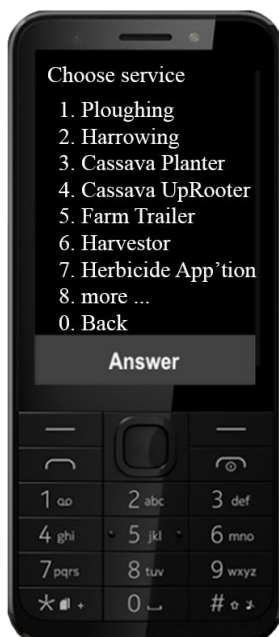 Choose service
1. Ploughing
2. Harrowing
3. Cassava Planter
4. Cassava UpRooter
5. Farm Trailer
6. Harvestor
7. Herbicide App'tion
8. more ...
0. Back
Answer
1
2 abc 3 def
4 ghi 5 jkl 6 mno
7 pqrs 8 tuv 9 wxyz
* + 0 #